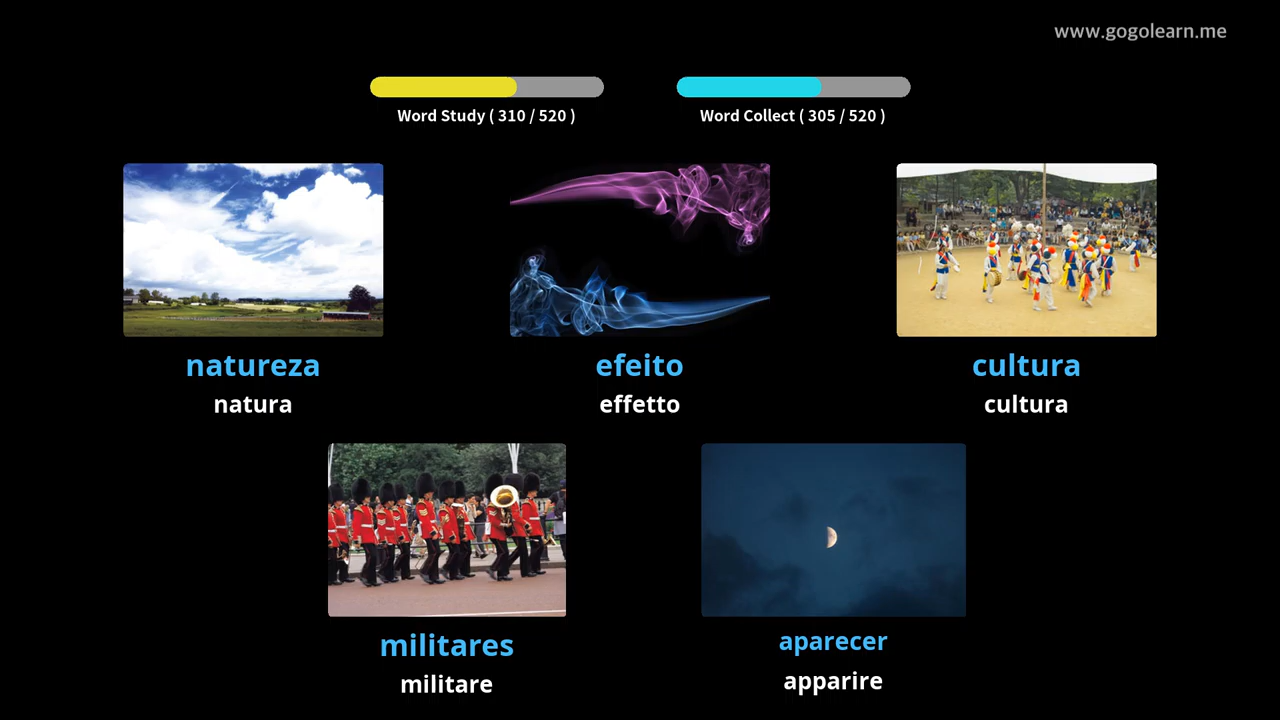 www.gogolearn.me
Word Study ( 310 / 520 )
Word Collect ( 305 / 520 )
natureza
natura
efeito
effetto
cultura
cultura
militares
militare
aparecer
apparire